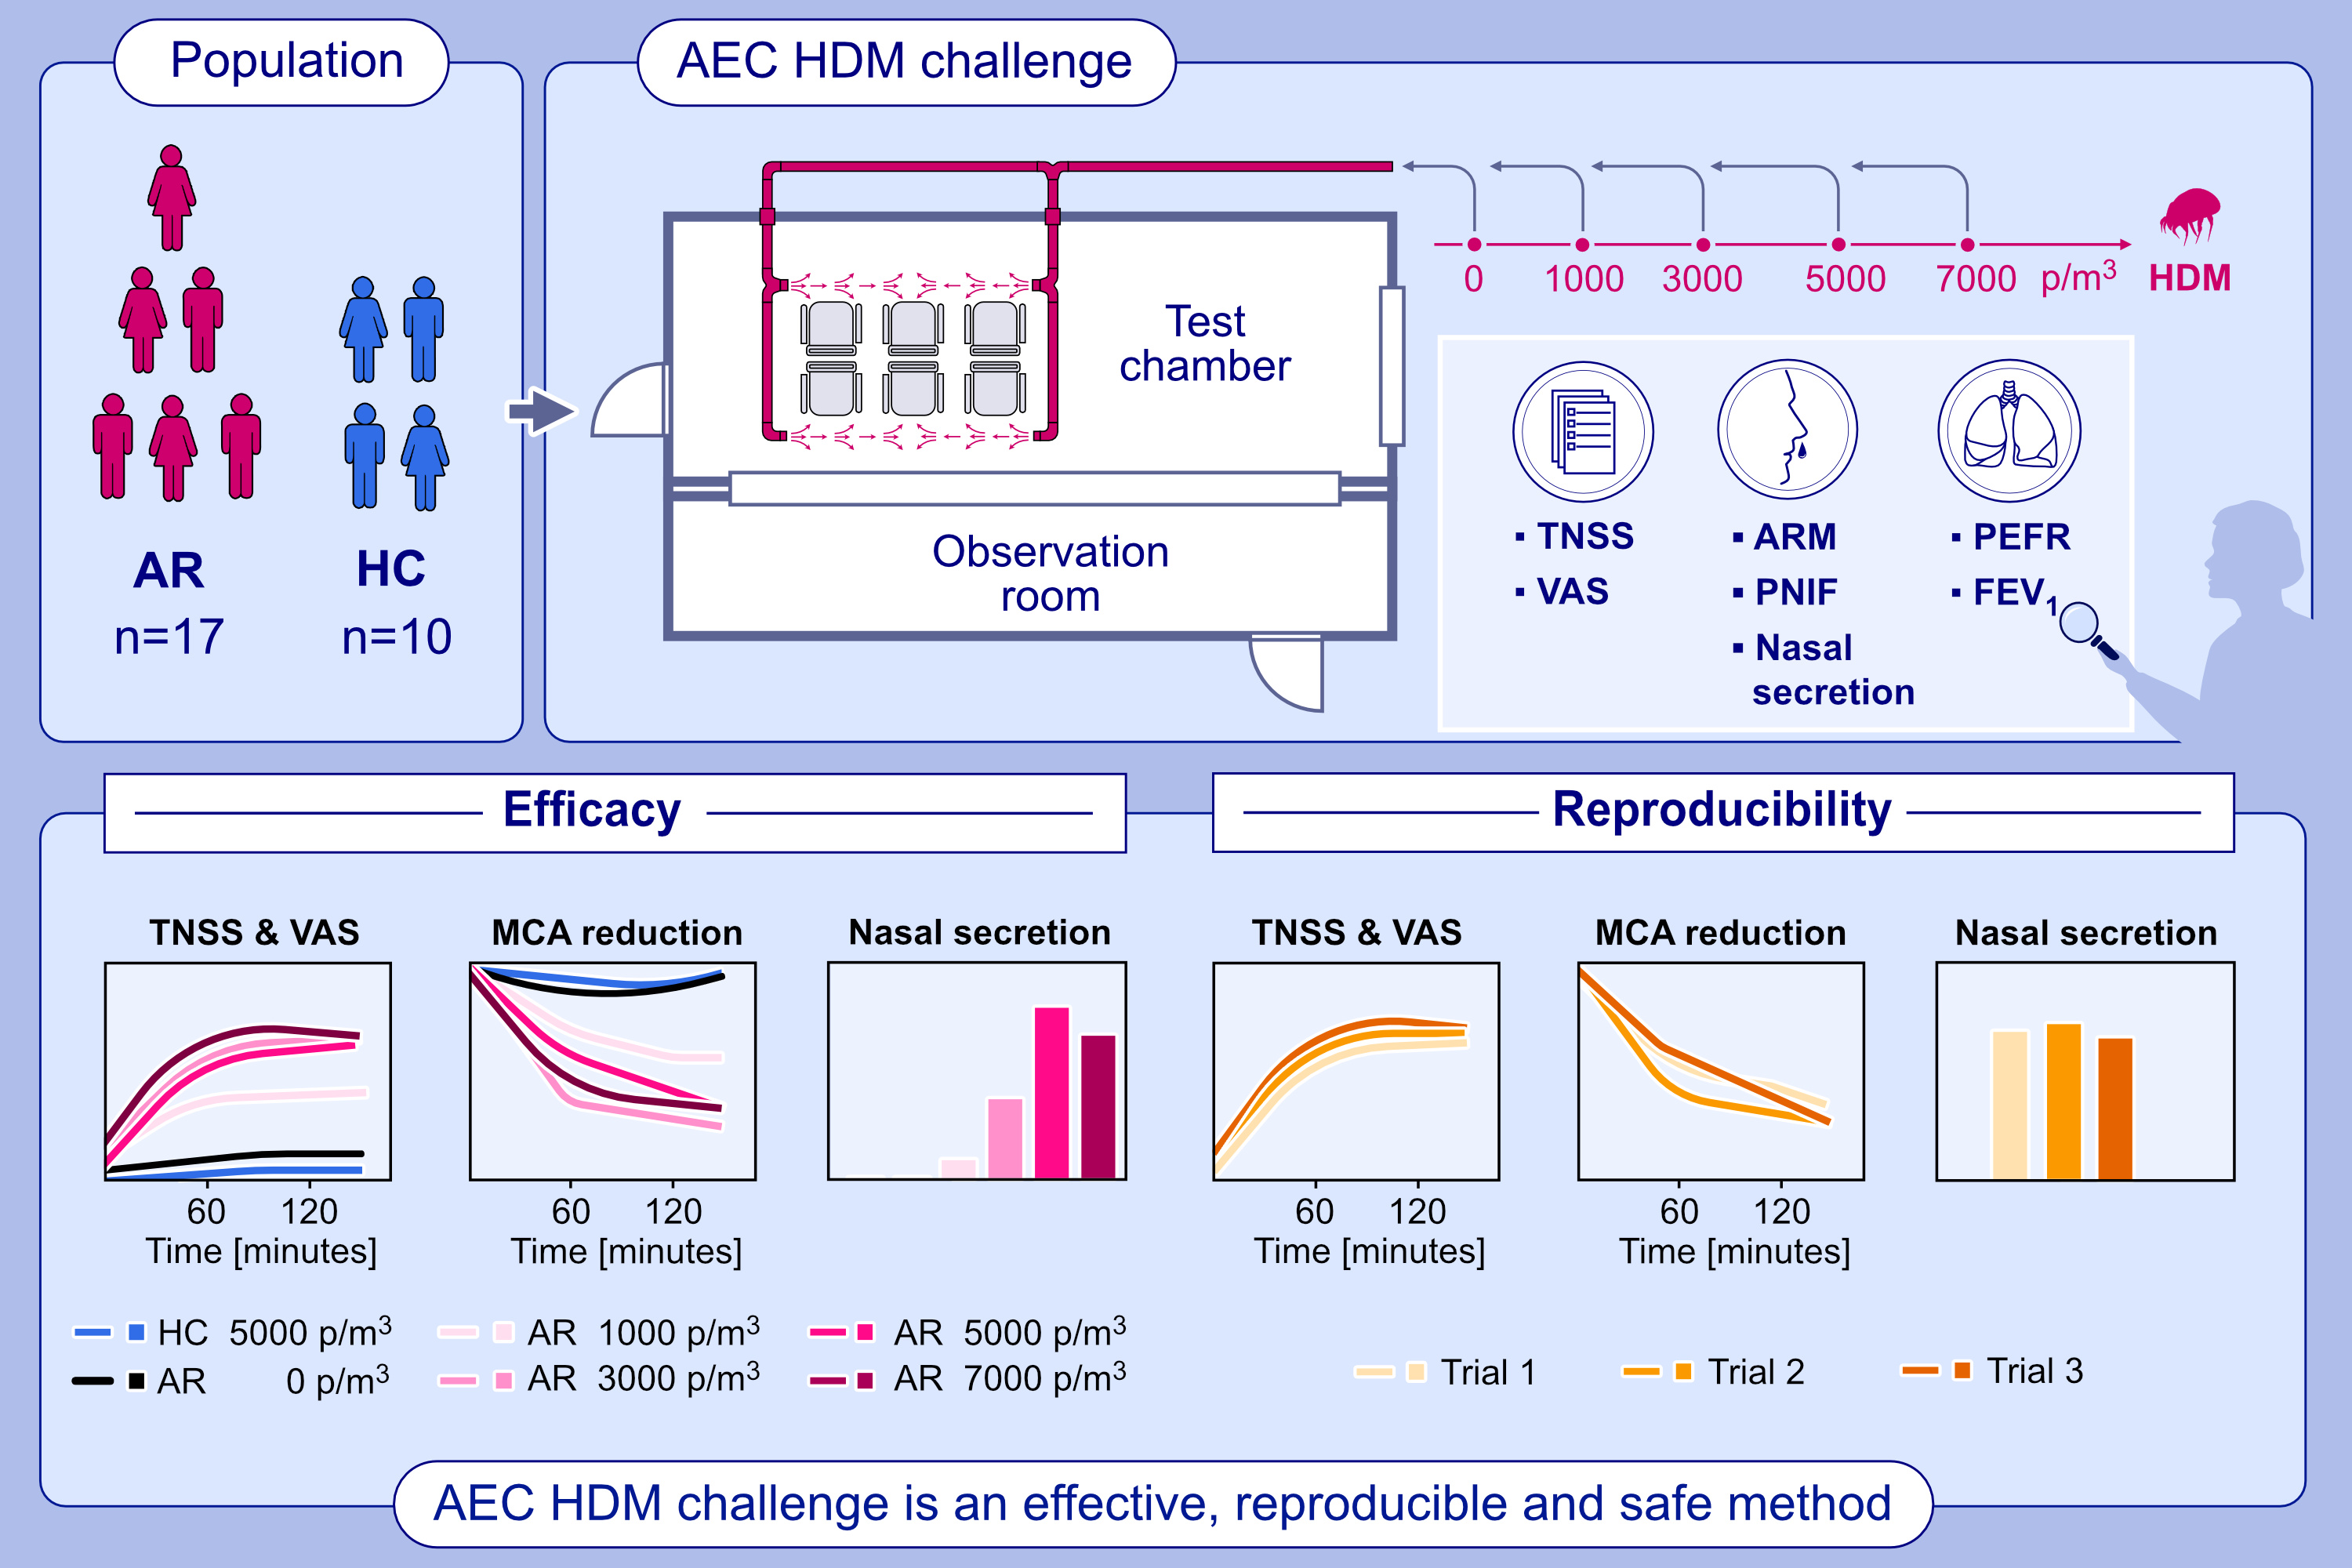 Population
AEC HDM challenge
AR
n=17
HC
n=10
Test
chamber
Observation
room
0 1000 3000 5000 7000 p/m³ HDM
▪ TNSS
▪ VAS
▪ ARM
▪ PNIF
▪ Nasal
secretion
▪ PEFR
▪ FEV₁
Efficacy
TNSS & VAS
60 120
Time [minutes]
MCA reduction
60 120
Time [minutes]
Nasal secretion
HC 5000 p/m³
AR 0 p/m³
AR 1000 p/m³
AR 3000 p/m³
AR 5000 p/m³
AR 7000 p/m³
Reproducibility
TNSS & VAS
60 120
Time [minutes]
MCA reduction
60 120
Time [minutes]
Nasal secretion
Trial 1
Trial 2
Trial 3
AEC HDM challenge is an effective, reproducible and safe method